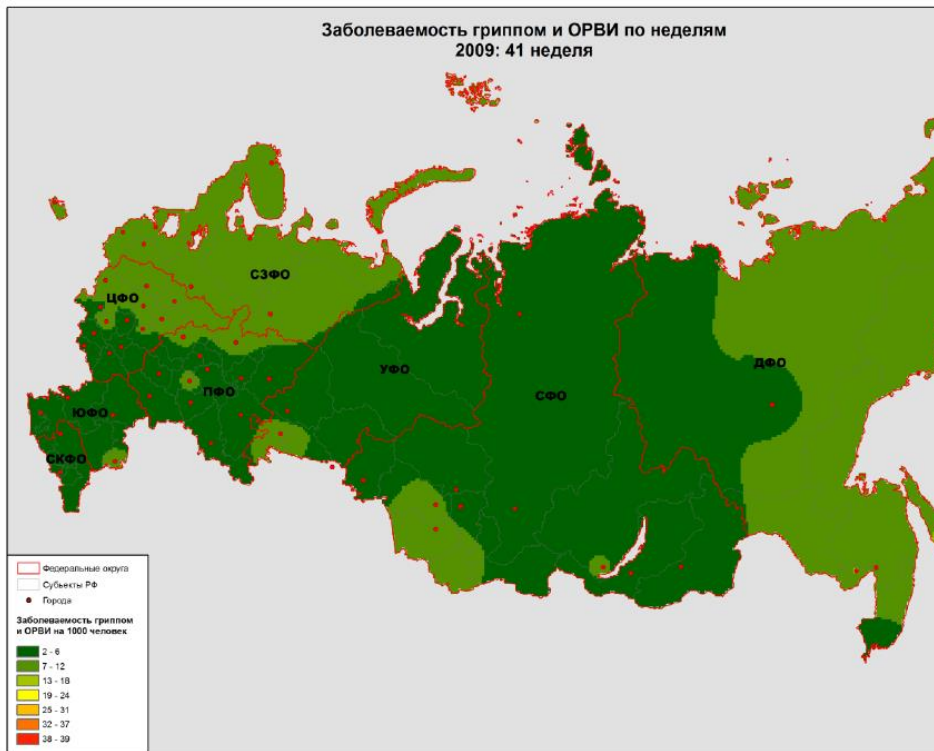 Заболеваемость гриппом и ОРВИ по неделям
2009: 41 неделя
СЗФО
ЦФО
ДФО
УФО
ПФО
СФО
ЮФО
СКФО
Федеральные округа
Субъекты РФ
Города
Заболеваемость гриппом
и ОРВИ на 1000 человек
2 - 6
7 - 12
13 - 18
19 - 24
25 - 31
32 - 37
38 - 39